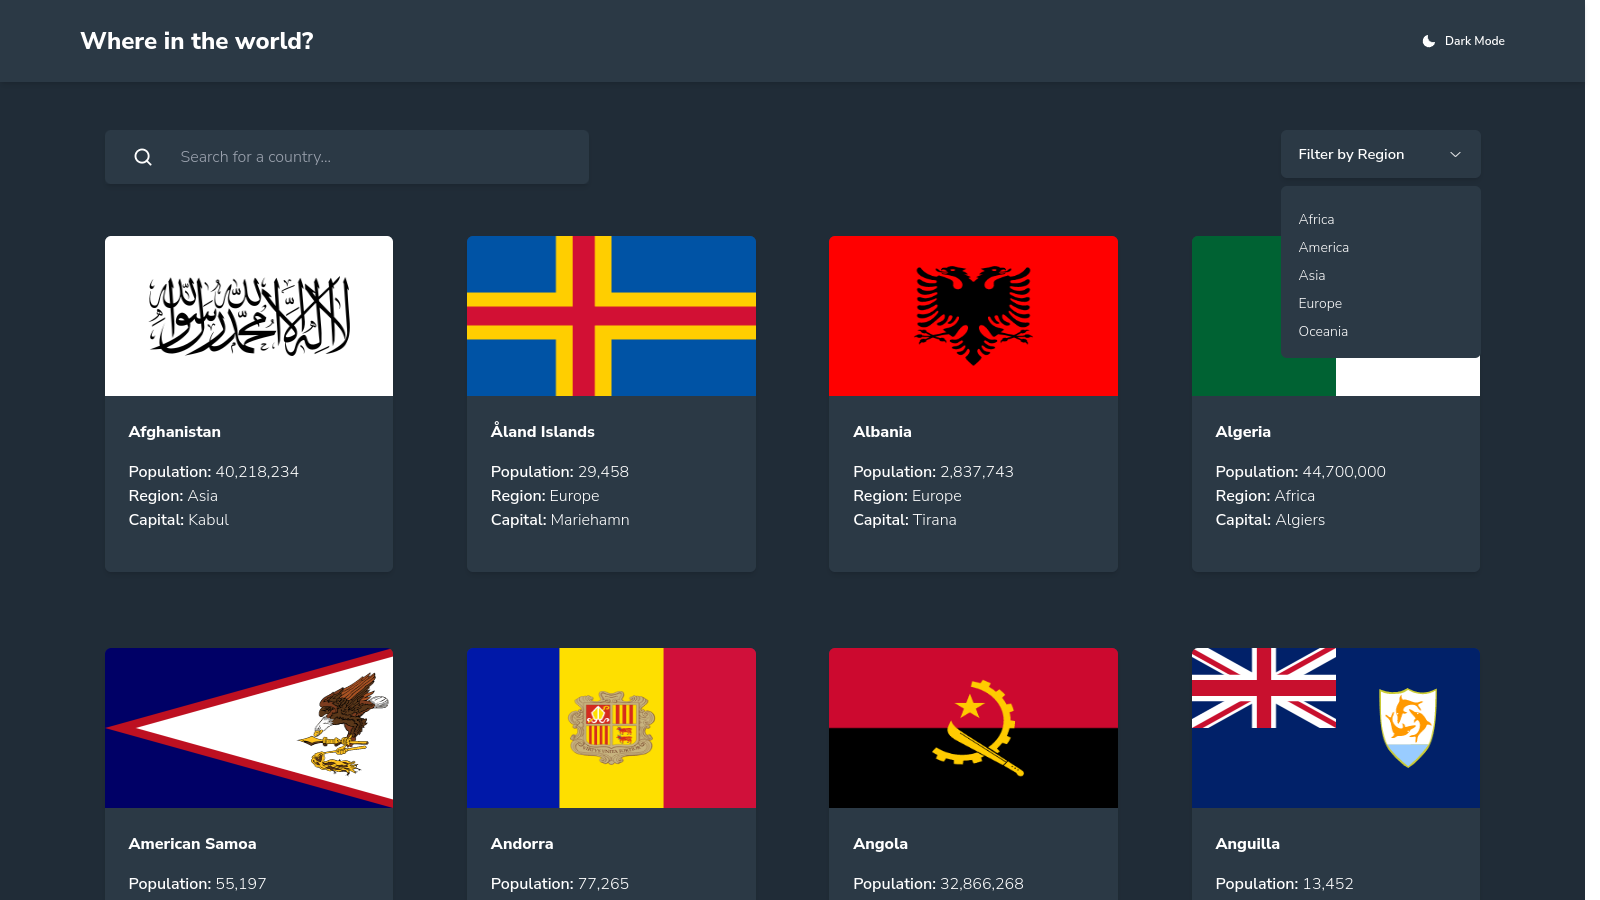 Where in the world?
Dark Mode
Search for a country...
Filter by Region
Africa
America
Asia
Europe
Oceania
لا إله إلا الله محمد رسول الله
Afghanistan
Population: 40,218,234
Region: Asia
Capital: Kabul
Åland Islands
Population: 29,458
Region: Europe
Capital: Mariehamn
Albania
Population: 2,837,743
Region: Europe
Capital: Tirana
Algeria
Population: 44,700,000
Region: Africa
Capital: Algiers
American Samoa
Population: 55,197
Andorra
Population: 77,265
Angola
Population: 32,866,268
Anguilla
Population: 13,452